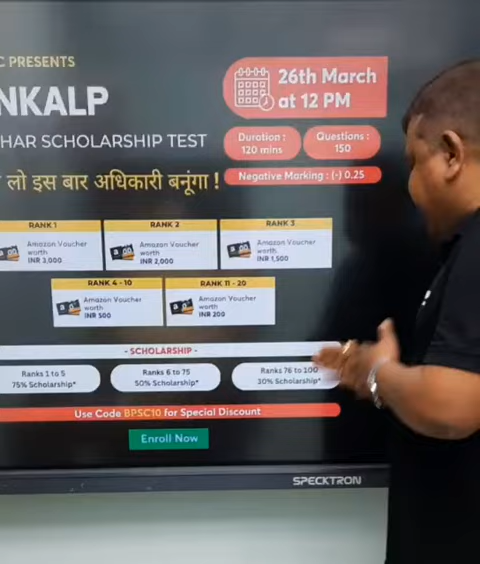 C PRESENTS
NKALP
HAR SCHOLARSHIP TEST
लो इस बार अधिकारी बनूंगा !
26th March
at 12 PM
Duration :
120 mins
Questions :
150
Negative Marking : (-) 0.25
RANK 1
Amazon Voucher
worth
INR 3,000
RANK 2
Amazon Voucher
worth
INR 2,000
RANK 3
Amazon Voucher
worth
INR 1,500
RANK 4 - 10
Amazon Voucher
worth
INR 500
RANK 11 - 20
Amazon Voucher
worth
INR 200
- SCHOLARSHIP -
Ranks 1 to 5
75% Scholarship*
Ranks 6 to 75
50% Scholarship*
Ranks 76 to 100
30% Scholarship*
Use Code BPSC10 for Special Discount
Enroll Now
SPECKTRON